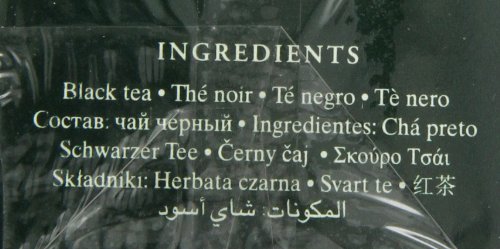 INGREDIENTS
Black tea • Thé noir • Té negro • Tè nero
Состав: чай чёрный • Ingredientes: Chá preto
Schwarzer Tee • Černy čaj • Σκούρο Τσάι
Składniki: Herbata czarna • Svart te • 红茶
المكونات: شاي أسود